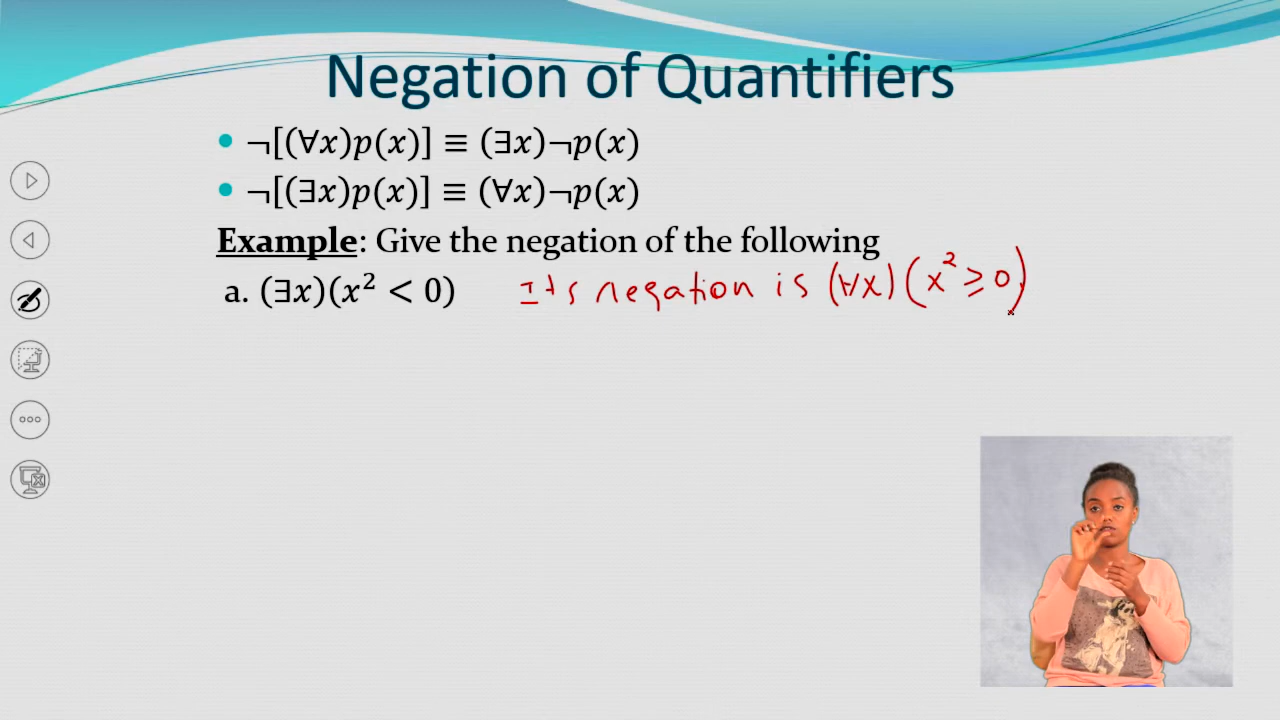 Negation of Quantifiers
• ¬[(∀x)p(x)] ≡ (∃x)¬p(x)
• ¬[(∃x)p(x)] ≡ (∀x)¬p(x)
Example: Give the negation of the following
a. (∃x)(x² < 0) Its negation is (∀x)(x² ≥ 0)